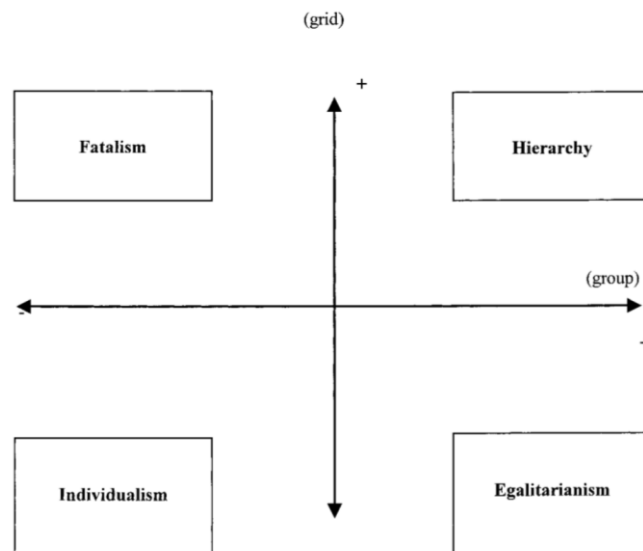 (grid)
+
Fatalism
Hierarchy
(group)
-
Individualism
Egalitarianism